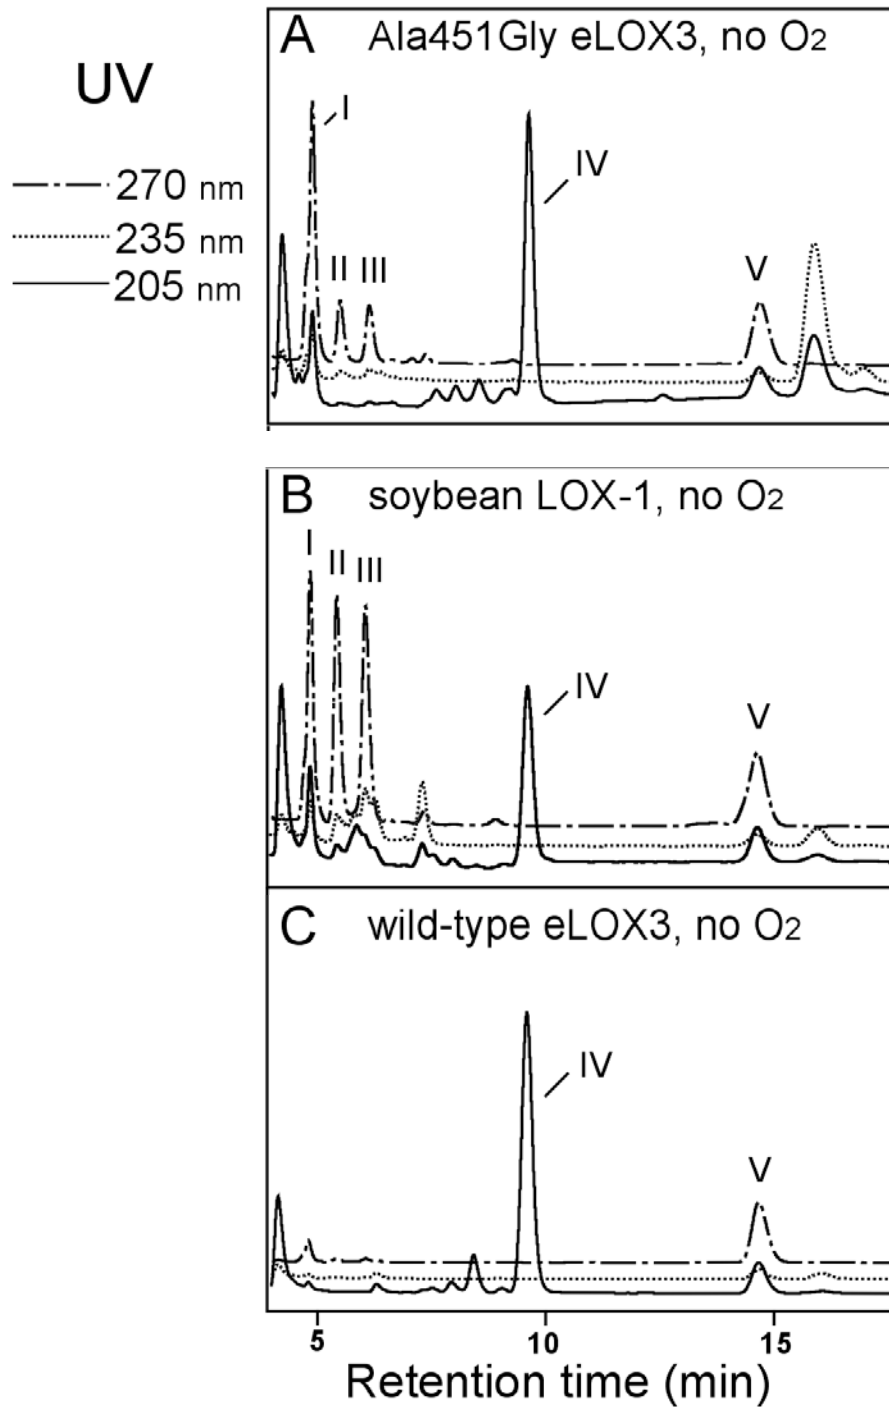 UV
270 nm
235 nm
205 nm
A Ala451Gly eLOX3, no O2
I
II III
IV
V
B soybean LOX-1, no O2
I
II III
IV
V
C wild-type eLOX3, no O2
IV
V
5 10 15
Retention time (min)